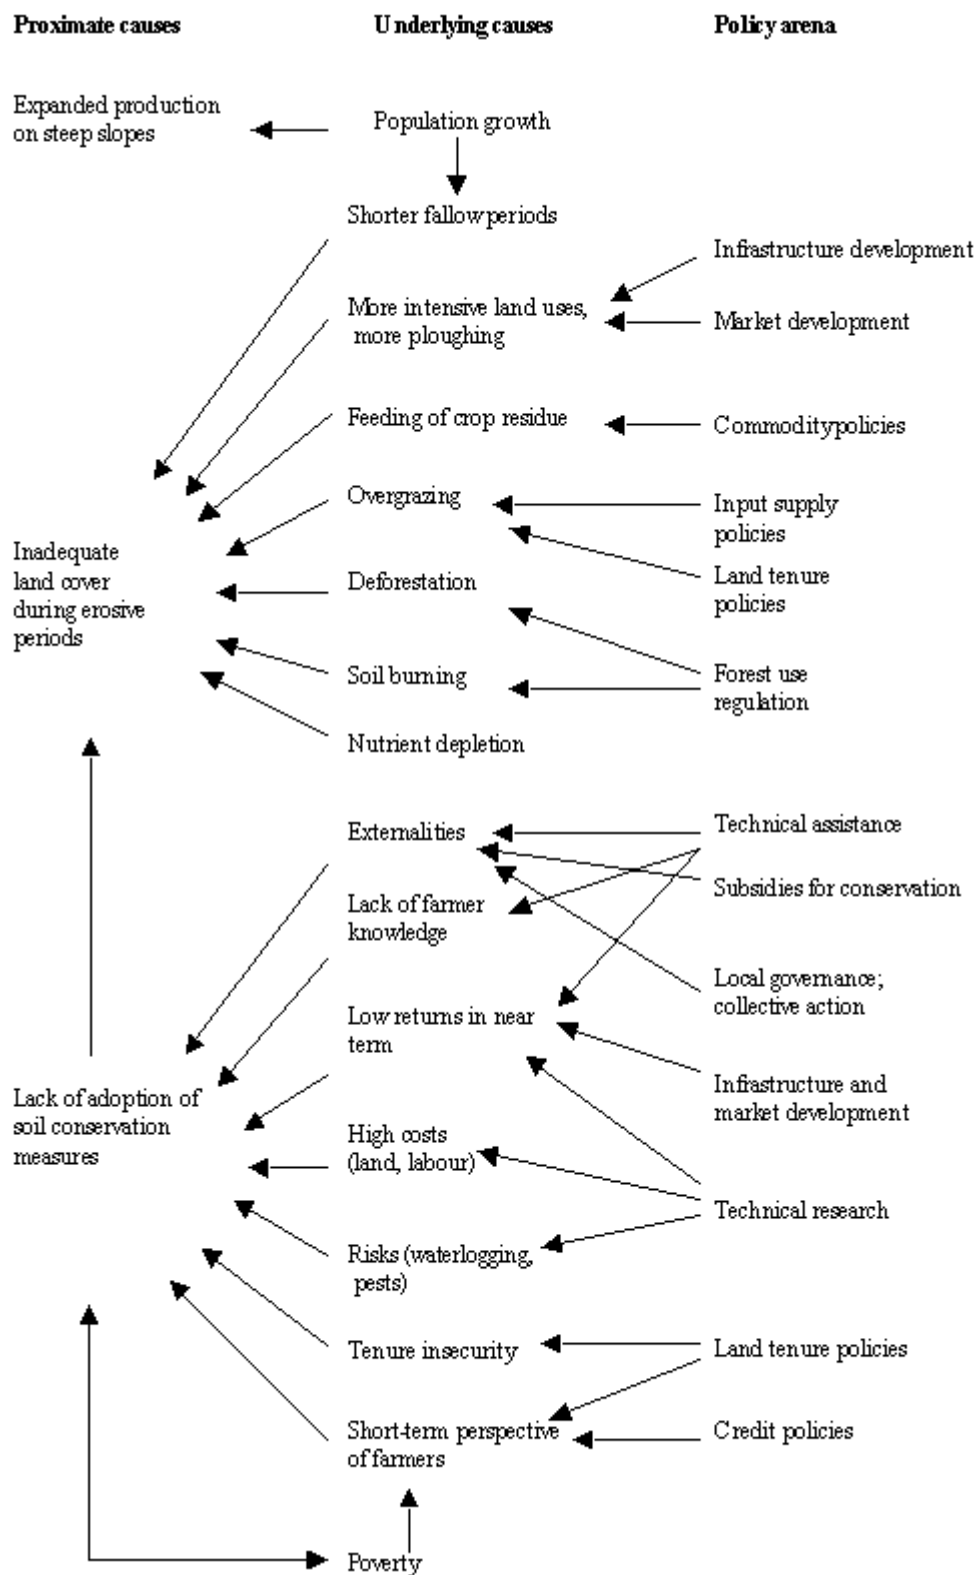 Proximate causes
Underlying causes
Policy arena
Expanded production
on steep slopes
Population growth
Shorter fallow periods
Infrastructure development
More intensive land uses,
more ploughing
Market development
Feeding of crop residue
Commodity policies
Overgrazing
Input supply
policies
Inadequate
land cover
during erosive
periods
Deforestation
Land tenure
policies
Soil burning
Forest use
regulation
Nutrient depletion
Externalities
Technical assistance
Subsidies for conservation
Lack of farmer
knowledge
Local governance;
collective action
Low returns in near
term
Infrastructure and
market development
Lack of adoption of
soil conservation
measures
High costs
(land, labour)
Technical research
Risks (waterlogging,
pests)
Tenure insecurity
Land tenure policies
Short-term perspective
of farmers
Credit policies
Poverty